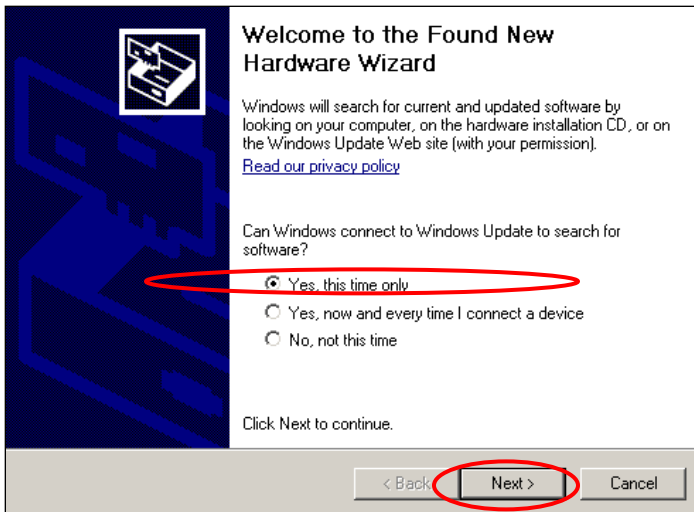 Welcome to the Found New
Hardware Wizard
Windows will search for current and updated software by
looking on your computer, on the hardware installation CD, or on
the Windows Update Web site (with your permission).
Read our privacy policy
Can Windows connect to Windows Update to search for
software?
Yes, this time only
Yes, now and every time I connect a device
No, not this time
Click Next to continue.
< Back
Next >
Cancel